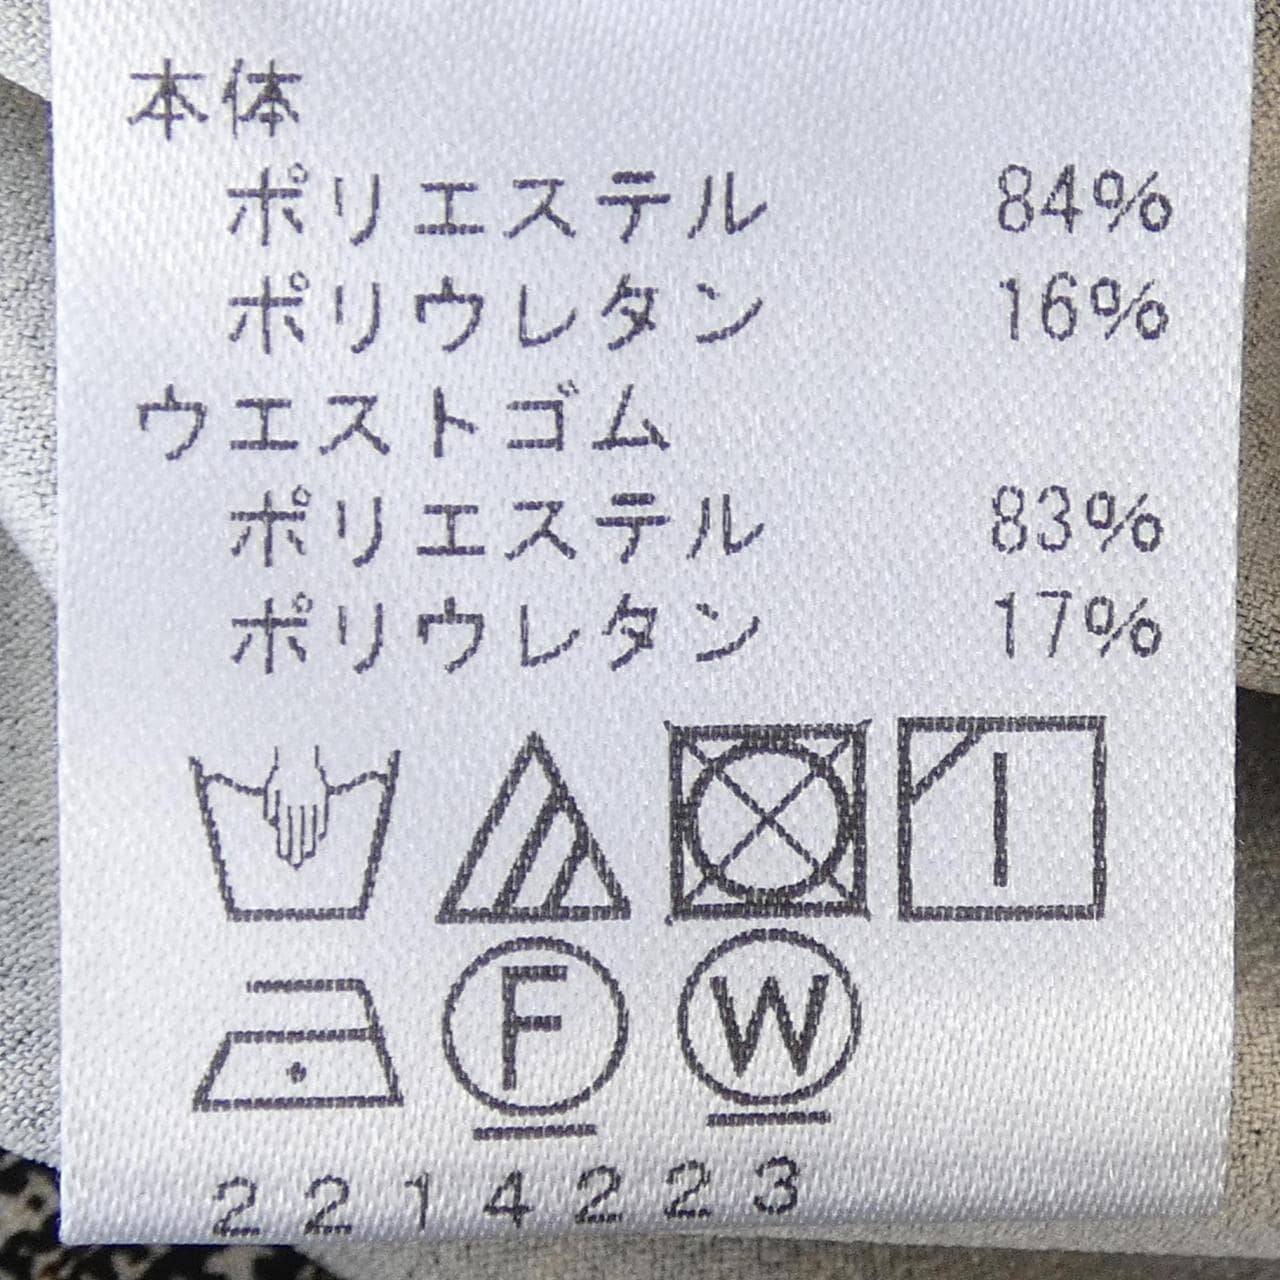 本体
ポリエステル 84%
ポリウレタン 16%
ウエストゴム
ポリエステル 83%
ポリウレタン 17%
F W
2214223